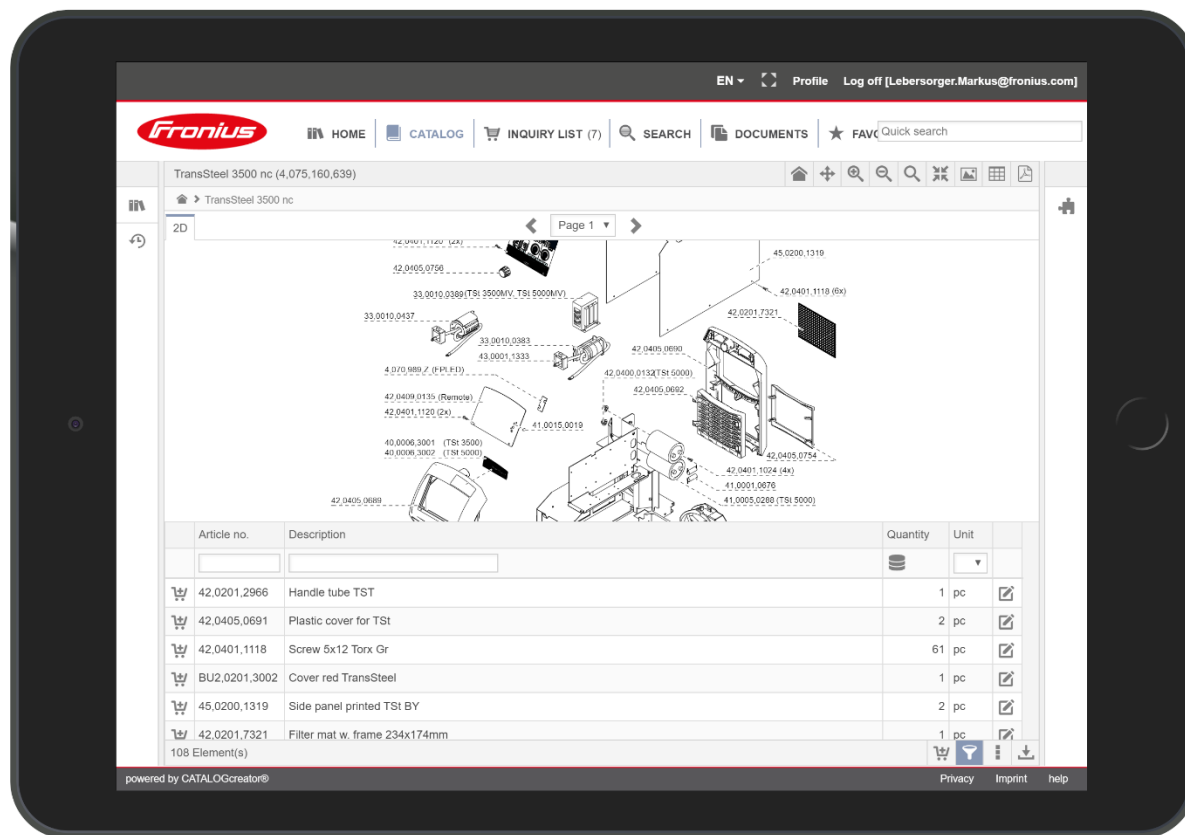 EN Profile Log off [Lebersorger.Markus@fronius.com]
Fronius HOME CATALOG INQUIRY LIST (7) SEARCH DOCUMENTS FAVO Quick search
TransSteel 3500 nc (4,075,160,639)
TransSteel 3500 nc
2D Page 1
42,0401,1120 (2x)
45,0200,1319
42,0405,0756
33,0010,0389 (TSt 3500MV, TSt 5000MV)
42,0401,1118 (6x)
33,0010,0437
42,0201,7321
33,0010,0383
43,0001,1333
42,0405,0690
4,070,989,Z (FPLED)
42,0400,0132(TSt 5000)
42,0409,0135 (Remote)
42,0405,0692
42,0401,1120 (2x)
41,0015,0019
40,0006,3001 (TSt 3500)
40,0006,3002 (TSt 5000)
42,0405,0754
42,0401,1024 (4x)
41,0001,0676
42,0405,0689
41,0005,0288 (TSt 5000)
Article no. Description Quantity Unit
42,0201,2966 Handle tube TST 1 pc
42,0405,0691 Plastic cover for TSt 2 pc
42,0401,1118 Screw 5x12 Torx Gr 61 pc
BU2,0201,3002 Cover red TransSteel 1 pc
45,0200,1319 Side panel printed TSt BY 2 pc
42,0201,7321 Filter mat w. frame 234x174mm 1 pc
108 Element(s)
powered by CATALOGcreator® Privacy Imprint help